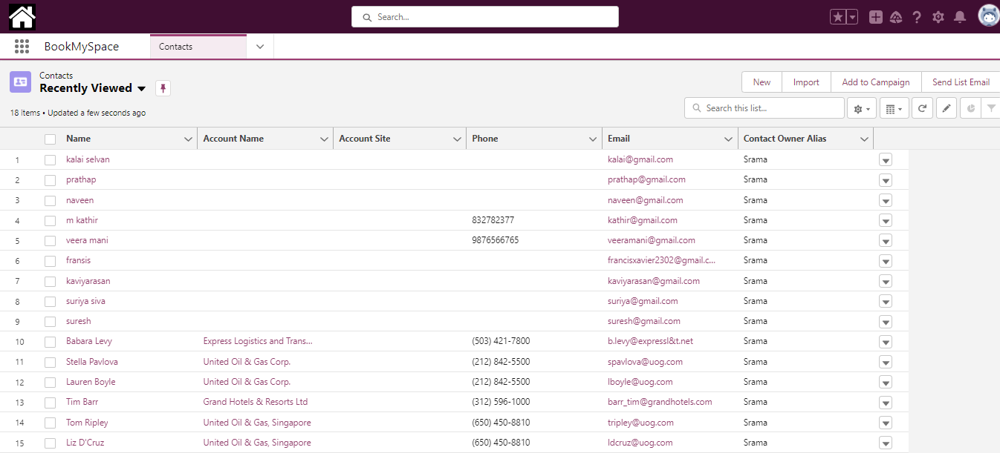 Search...
BookMySpace Contacts
Contacts
Recently Viewed
New Import Add to Campaign Send List Email
18 items • Updated a few seconds ago
Search this list...
Name Account Name Account Site Phone Email Contact Owner Alias
1 kalai selvan kalai@gmail.com Srama
2 prathap prathap@gmail.com Srama
3 naveen naveen@gmail.com Srama
4 m kathir 832782377 kathir@gmail.com Srama
5 veera mani 9876566765 veeramani@gmail.com Srama
6 fransis francisxavier2302@gmail.c... Srama
7 kaviyarasan kaviyarasan@gmail.com Srama
8 suriya siva suriya@gmail.com Srama
9 suresh suresh@gmail.com Srama
10 Babara Levy Express Logistics and Trans... (503) 421-7800 b.levy@expressl&t.net Srama
11 Stella Pavlova United Oil & Gas Corp. (212) 842-5500 spavlova@uog.com Srama
12 Lauren Boyle United Oil & Gas Corp. (212) 842-5500 lboyle@uog.com Srama
13 Tim Barr Grand Hotels & Resorts Ltd (312) 596-1000 barr_tim@grandhotels.com Srama
14 Tom Ripley United Oil & Gas, Singapore (650) 450-8810 tripley@uog.com Srama
15 Liz D'Cruz United Oil & Gas, Singapore (650) 450-8810 ldcruz@uog.com Srama